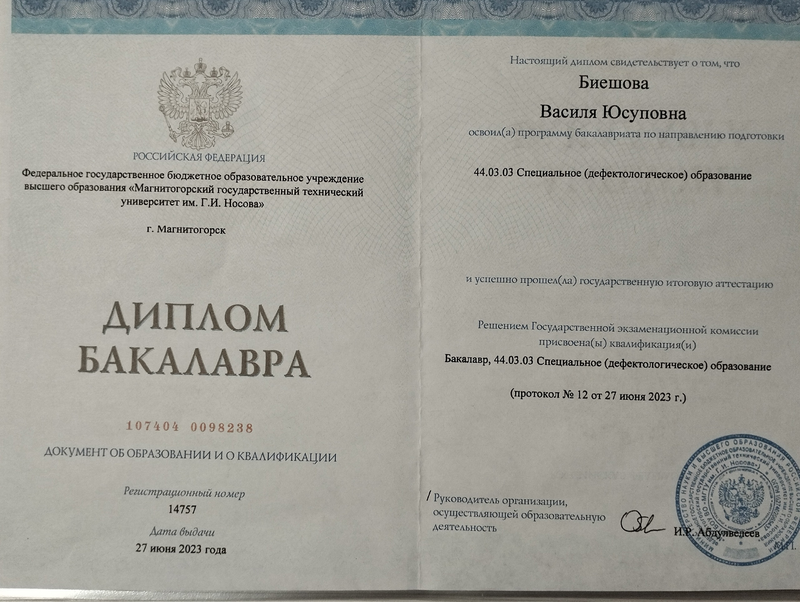 РОССИЙСКАЯ ФЕДЕРАЦИЯ
Федеральное государственное бюджетное образовательное учреждение
высшего образования «Магнитогорский государственный технический
университет им. Г.И. Носова»
г. Магнитогорск
ДИПЛОМ
БАКАЛАВРА
107404 0098238
ДОКУМЕНТ ОБ ОБРАЗОВАНИИ И О КВАЛИФИКАЦИИ
Регистрационный номер
14757
Дата выдачи
27 июня 2023 года
Настоящий диплом свидетельствует о том, что
Биешова
Василя Юсуповна
освоил(а) программу бакалавриата по направлению подготовки
44.03.03 Специальное (дефектологическое) образование
и успешно прошел(ла) государственную итоговую аттестацию
Решением Государственной экзаменационной комиссии
присвоена(ы) квалификация(и)
Бакалавр, 44.03.03 Специальное (дефектологическое) образование
(протокол № 12 от 27 июня 2023 г.)
/ Руководитель организации,
осуществляющей образовательную
деятельность
И.Р. Абдулвелеев